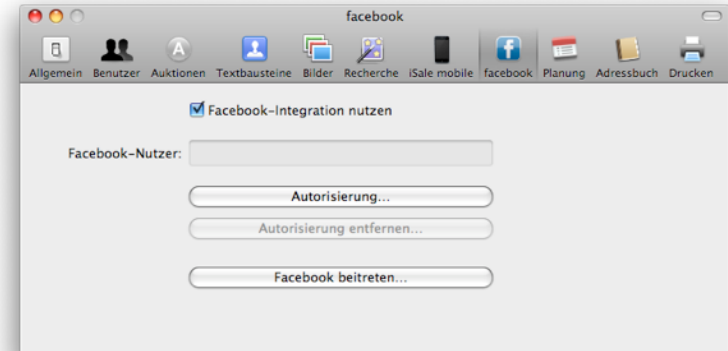 facebook
Allgemein Benutzer Auktionen Textbausteine Bilder Recherche iSale mobile facebook Planung Adressbuch Drucken
Facebook-Integration nutzen
Facebook-Nutzer:
Autorisierung...
Autorisierung entfernen...
Facebook beitreten...